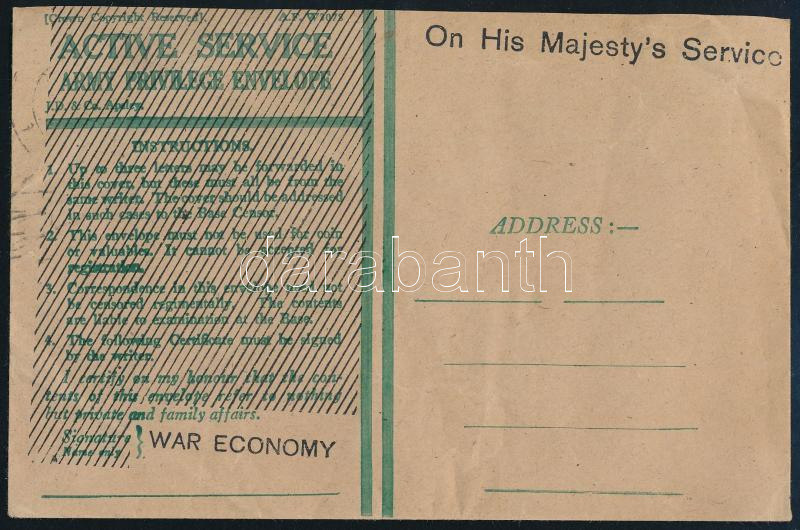 [Crown Copyright Reserved].
A.F. W3078
ACTIVE SERVICE
ARMY PRIVILEGE ENVELOPE
J.D. & Co. Apsley.
INSTRUCTIONS.
1. Up to three letters may be forwarded in
this cover, but these must all be from the
same writer. The cover should be addressed
in such cases to the Base Censor.
2. This envelope must not be used for coin
or valuables. It cannot be accepted for
registration.
3. Correspondence in this envelope need not
be censored regimentally. The contents
are liable to examination at the Base.
4. The following Certificate must be signed
by the writer.
I certify on my honour that the con-
tents of this envelope refer to nothing
but private and family affairs.
Signature
Name only
}
WAR ECONOMY
On His Majesty's Service
ADDRESS :—
darabanth